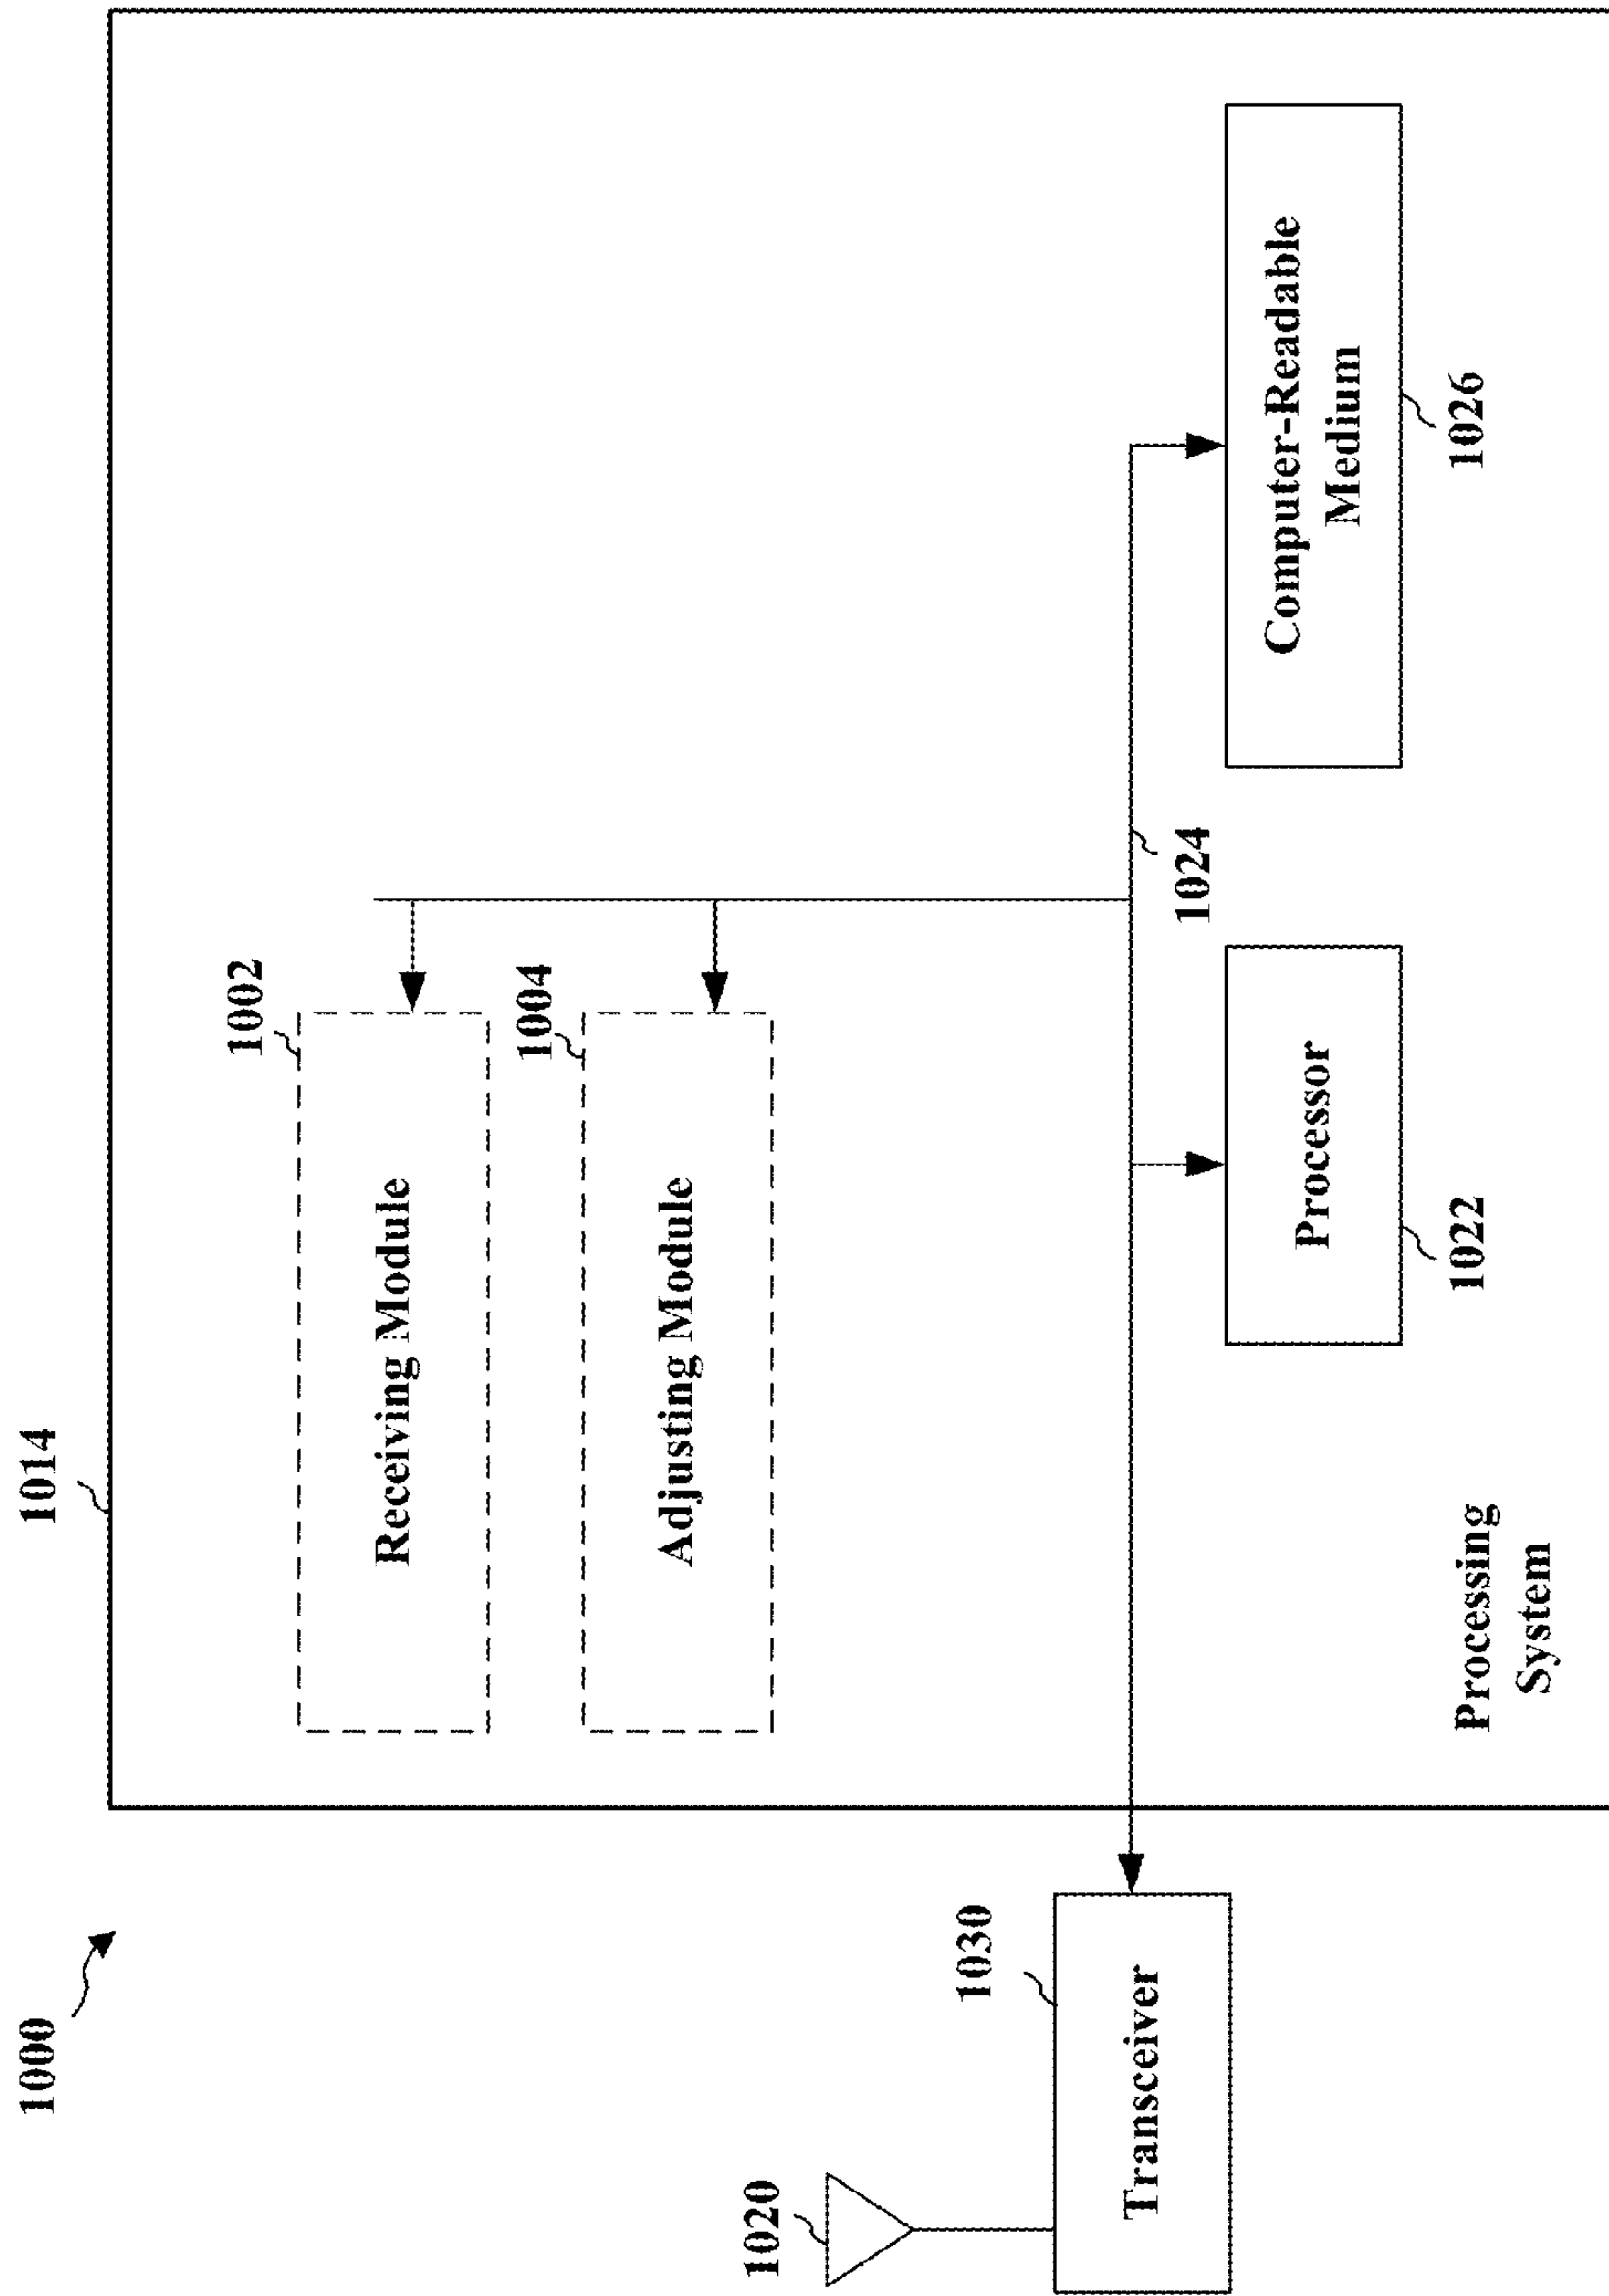 1000
1014
1002
Receiving Module
1004
Adjusting Module
1020
1030
Transceiver
1024
Processor
Computer-Readable
Medium
1022
1026
Processing
System